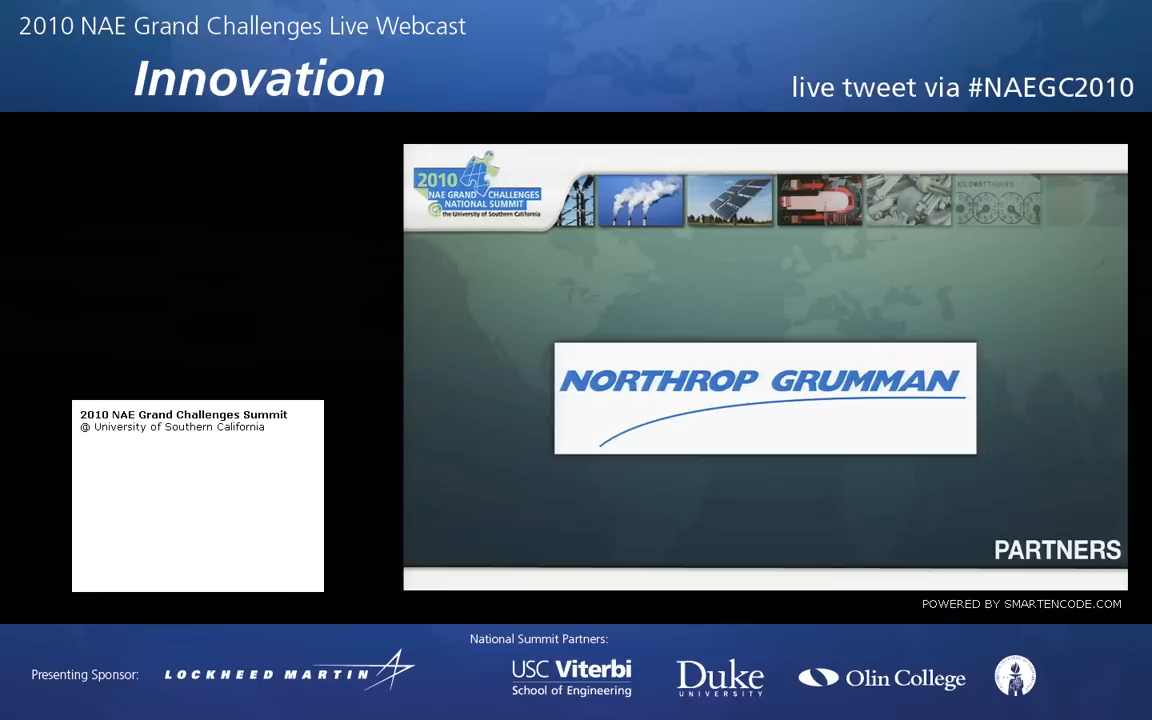 2010 NAE Grand Challenges Live Webcast
Innovation
live tweet via #NAEGC2010
2010
NAE GRAND CHALLENGES
NATIONAL SUMMIT
@ the University of Southern California
KILOWATTHOURS
NORTHROP GRUMMAN
2010 NAE Grand Challenges Summit
@ University of Southern California
PARTNERS
POWERED BY SMARTENCODE.COM
National Summit Partners:
Presenting Sponsor:
LOCKHEED MARTIN
USC Viterbi
School of Engineering
Duke
UNIVERSITY
Olin College